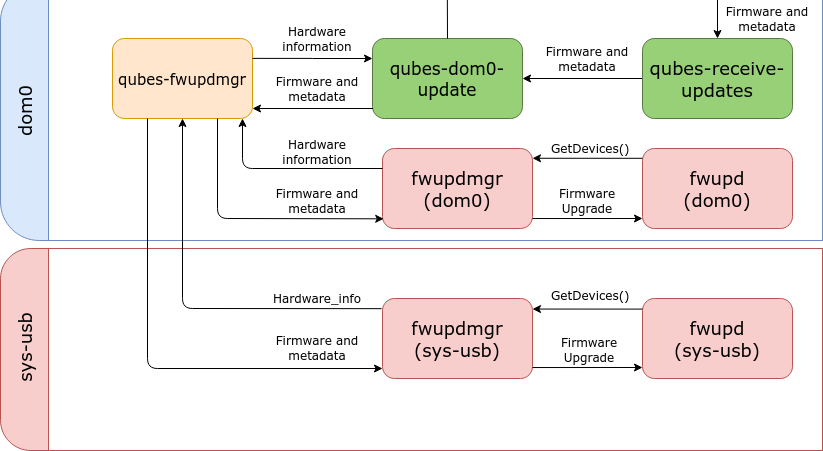 Firmware and
metadata
Hardware
information
Firmware and
metadata
qubes-fwupdmgr
qubes-dom0-
update
qubes-receive-
updates
Firmware and
metadata
dom0
Hardware
information
GetDevices()
fwupdmgr
(dom0)
fwupd
(dom0)
Firmware and
metadata
Firmware
Upgrade
Hardware_info
GetDevices()
sys-usb
fwupdmgr
(sys-usb)
fwupd
(sys-usb)
Firmware and
metadata
Firmware
Upgrade